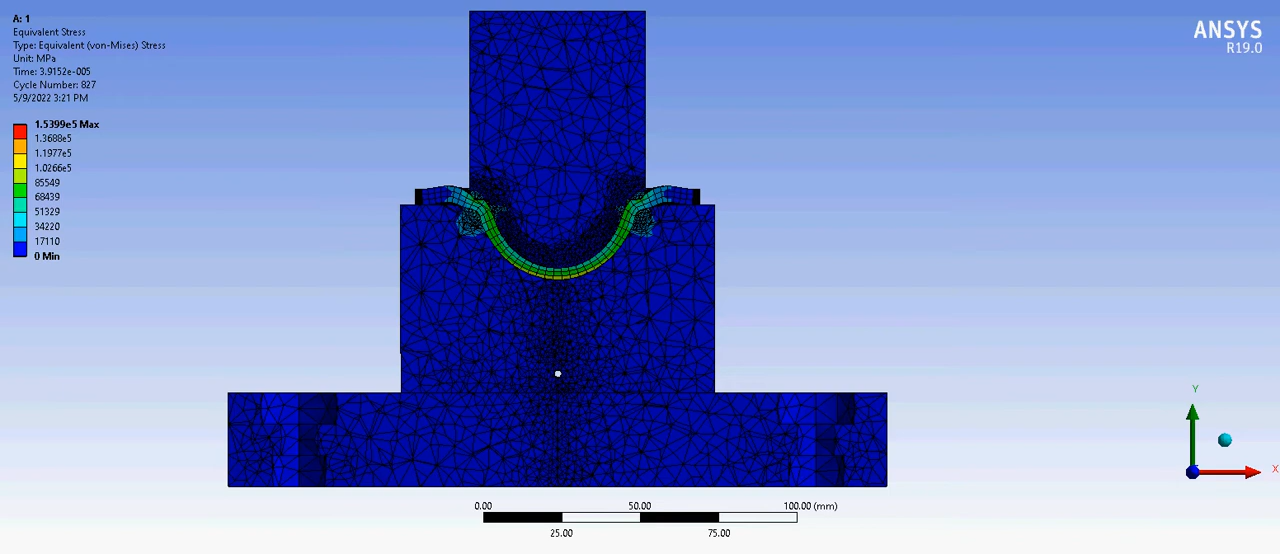 A: 1
Equivalent Stress
Type: Equivalent (von-Mises) Stress
Unit: MPa
Time: 3.9152e-005
Cycle Number: 827
5/9/2022 3:21 PM
1.5399e5 Max
1.3688e5
1.1977e5
1.0266e5
85549
68439
51329
34220
17110
0 Min
ANSYS
R19.0
Y
X
0.00 50.00 100.00 (mm)
25.00 75.00